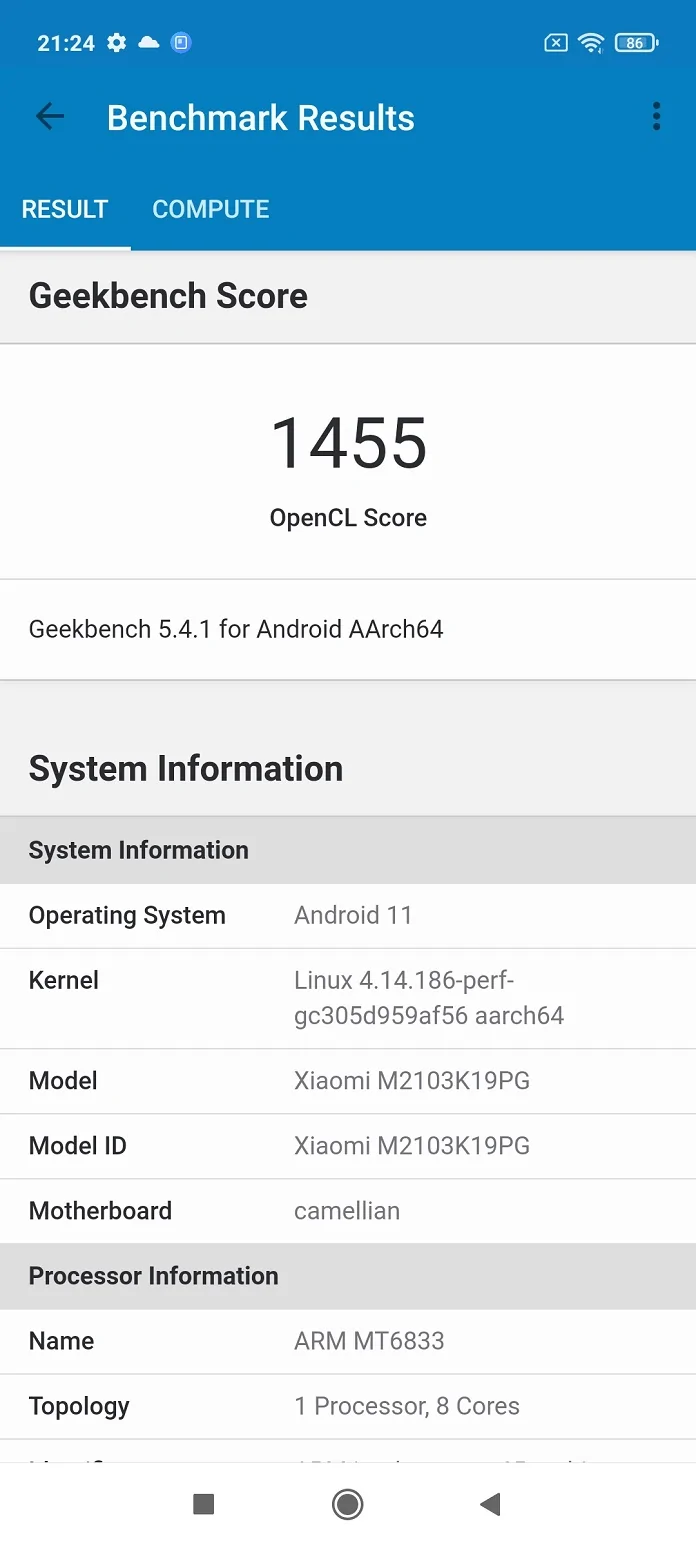 21:24
86
Benchmark Results
RESULT
COMPUTE
Geekbench Score
1455
OpenCL Score
Geekbench 5.4.1 for Android AArch64
System Information
System Information
Operating System Android 11
Kernel Linux 4.14.186-perf-
gc305d959af56 aarch64
Model Xiaomi M2103K19PG
Model ID Xiaomi M2103K19PG
Motherboard camellian
Processor Information
Name ARM MT6833
Topology 1 Processor, 8 Cores